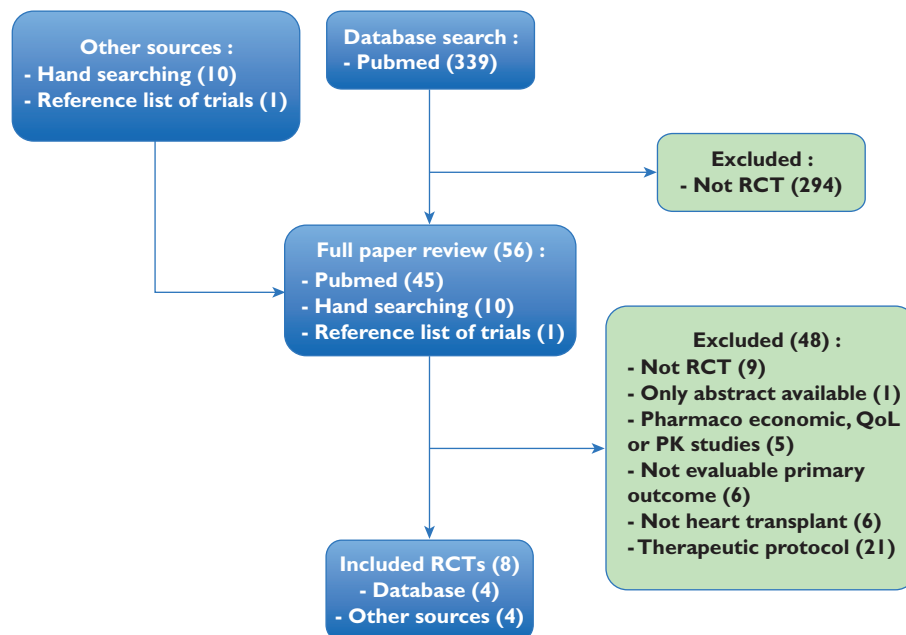 Other sources :
- Hand searching (10)
- Reference list of trials (1)
Database search :
- Pubmed (339)
Excluded :
- Not RCT (294)
Full paper review (56) :
- Pubmed (45)
- Hand searching (10)
- Reference list of trials (1)
Excluded (48) :
- Not RCT (9)
- Only abstract available (1)
- Pharmaco economic, QoL
or PK studies (5)
- Not evaluable primary
outcome (6)
- Not heart transplant (6)
- Therapeutic protocol (21)
Included RCTs (8)
- Database (4)
- Other sources (4)